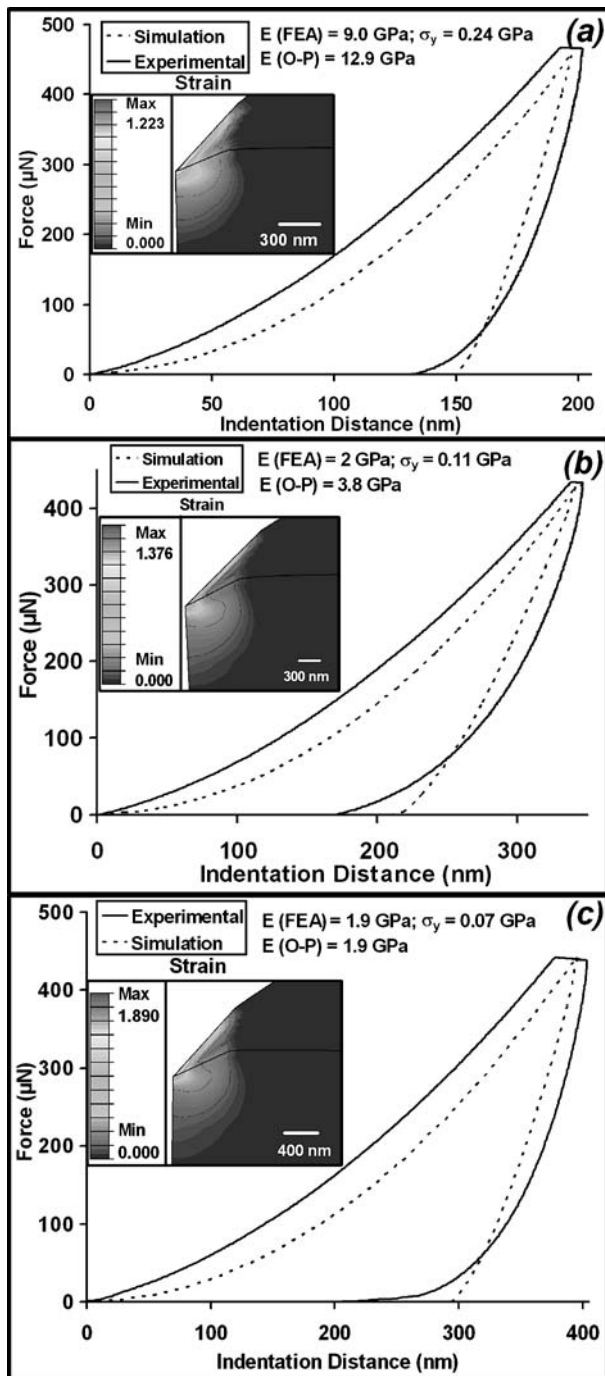 (a)
E (FEA) = 9.0 GPa; σy = 0.24 GPa
E (O-P) = 12.9 GPa
Simulation
Experimental
Strain
Max
1.223
Min
0.000
300 nm
500
400
300
200
100
0
Force (µN)
0 50 100 150 200
Indentation Distance (nm)
(b)
E (FEA) = 2 GPa; σy = 0.11 GPa
E (O-P) = 3.8 GPa
Simulation
Experimental
Strain
Max
1.376
Min
0.000
300 nm
400
300
200
100
0
Force (µN)
0 100 200 300
Indentation Distance (nm)
(c)
E (FEA) = 1.9 GPa; σy = 0.07 GPa
E (O-P) = 1.9 GPa
Experimental
Simulation
Strain
Max
1.890
Min
0.000
400 nm
500
400
300
200
100
0
Force (µN)
0 100 200 300 400
Indentation Distance (nm)